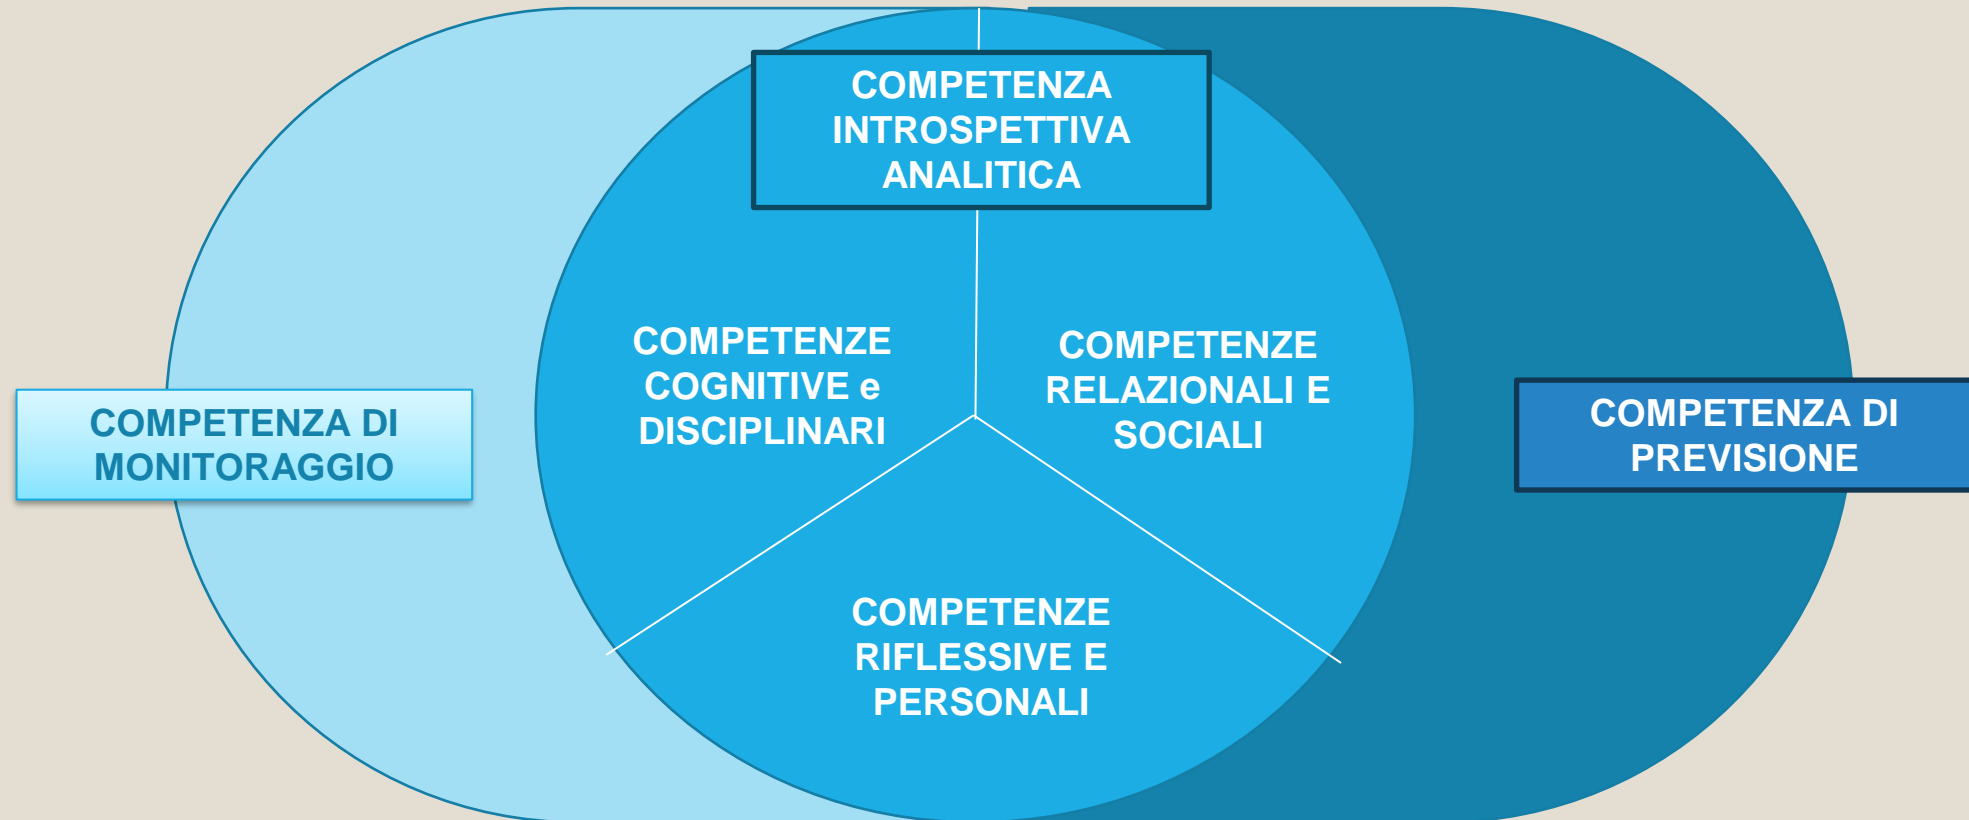 COMPETENZA
INTROSPETTIVA
ANALITICA
COMPETENZE
COGNITIVE e
DISCIPLINARI
COMPETENZE
RELAZIONALI E
SOCIALI
COMPETENZA DI
MONITORAGGIO
COMPETENZA DI
PREVISIONE
COMPETENZE
RIFLESSIVE E
PERSONALI